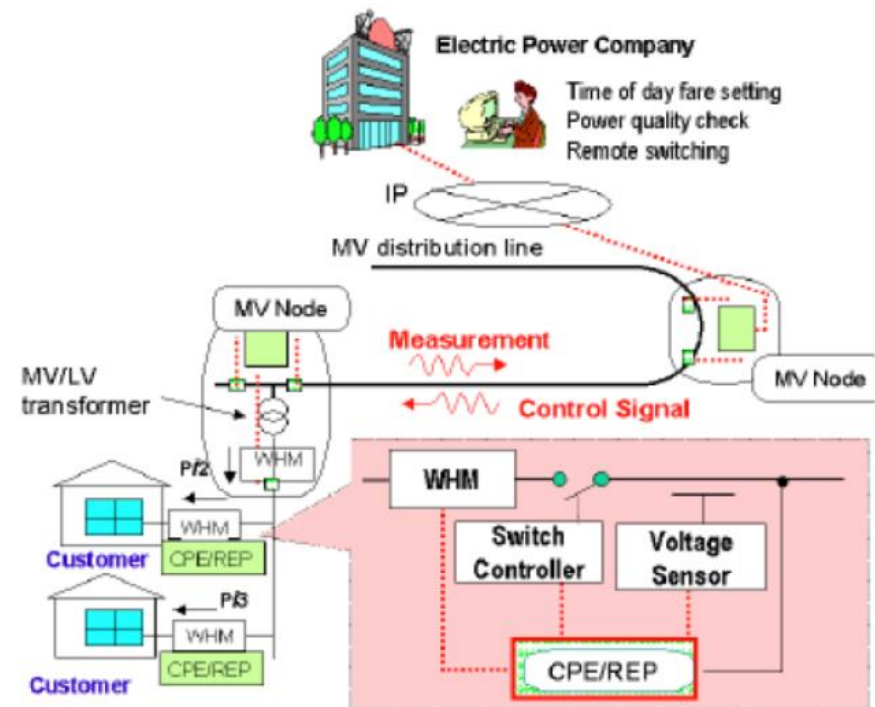 Electric Power Company
Time of day fare setting
Power quality check
Remote switching
IP
MV distribution line
MV Node
Measurement
MV Node
MV/LV
transformer
Control Signal
WHM
Pℓ2
WHM
WHM
Customer
CPE/REP
Switch
Controller
Voltage
Sensor
Pℓ3
WHM
CPE/REP
CPE/REP
Customer